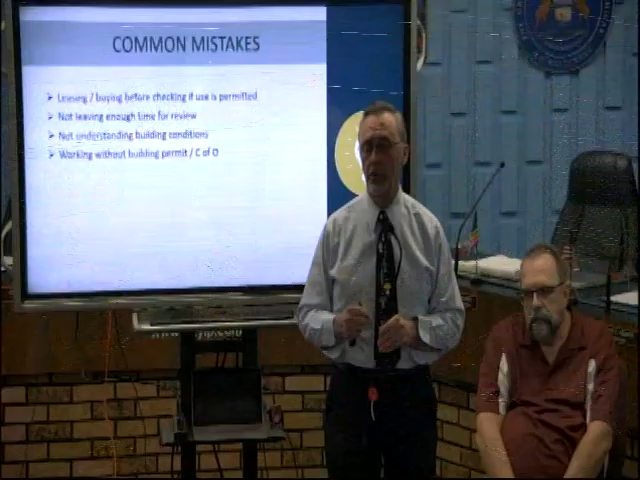 COMMON MISTAKES
➢ Leasing / buying before checking if use is permitted
➢ Not leaving enough time for review
➢ Not understanding building conditions
➢ Working without building permit / C of O